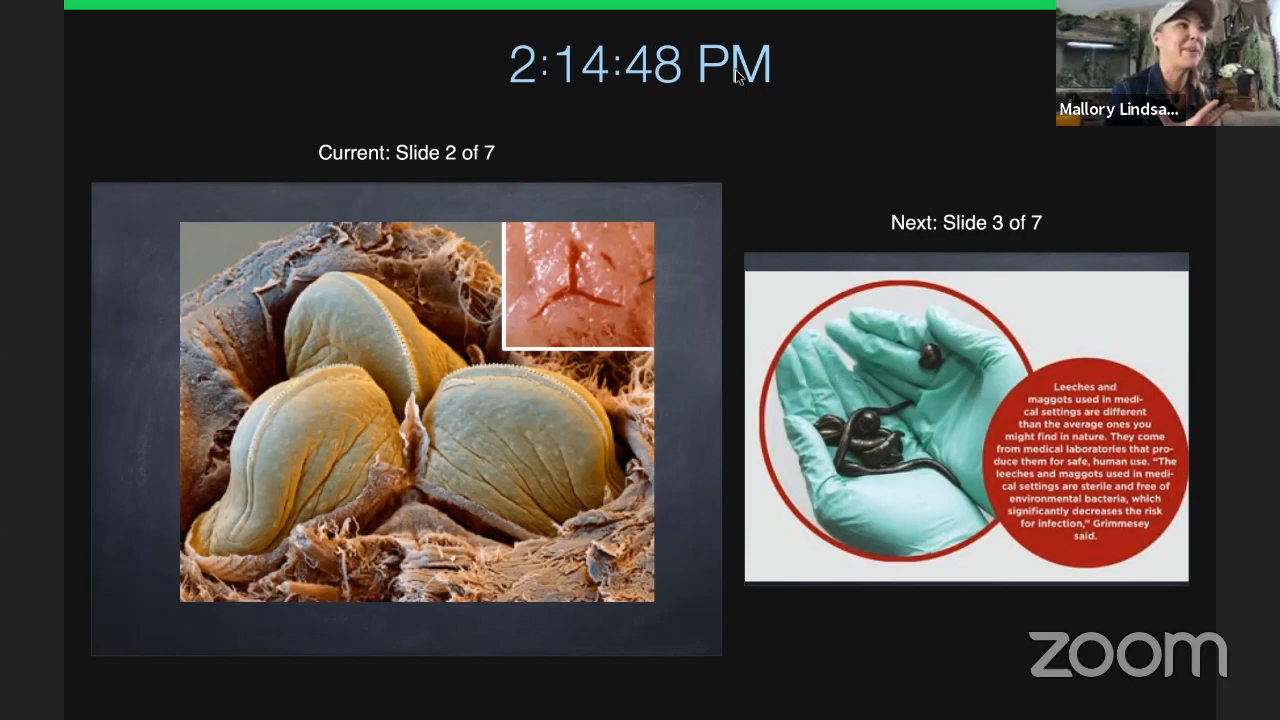 2:14:48 PM
Mallory Lindsa...
Current: Slide 2 of 7
Next: Slide 3 of 7
Leeches and
maggots used in medi-
cal settings are different
than the average ones you
might find in nature. They come
from medical laboratories that pro-
duce them for safe, human use. “The
leeches and maggots used in medi-
cal settings are sterile and free of
environmental bacteria, which
significantly decreases the risk
for infection,” Grimmesey
said.
zoom